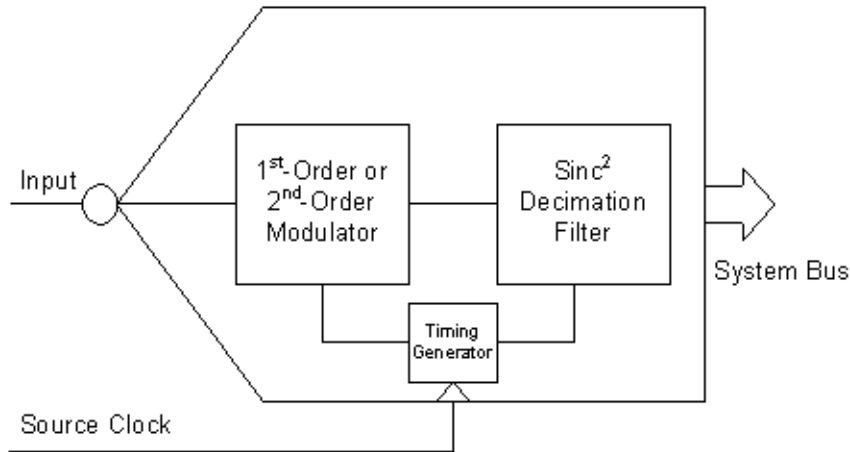 Input
1st-Order or
2nd-Order
Modulator
Sinc2
Decimation
Filter
System Bus
Timing
Generator
Source Clock